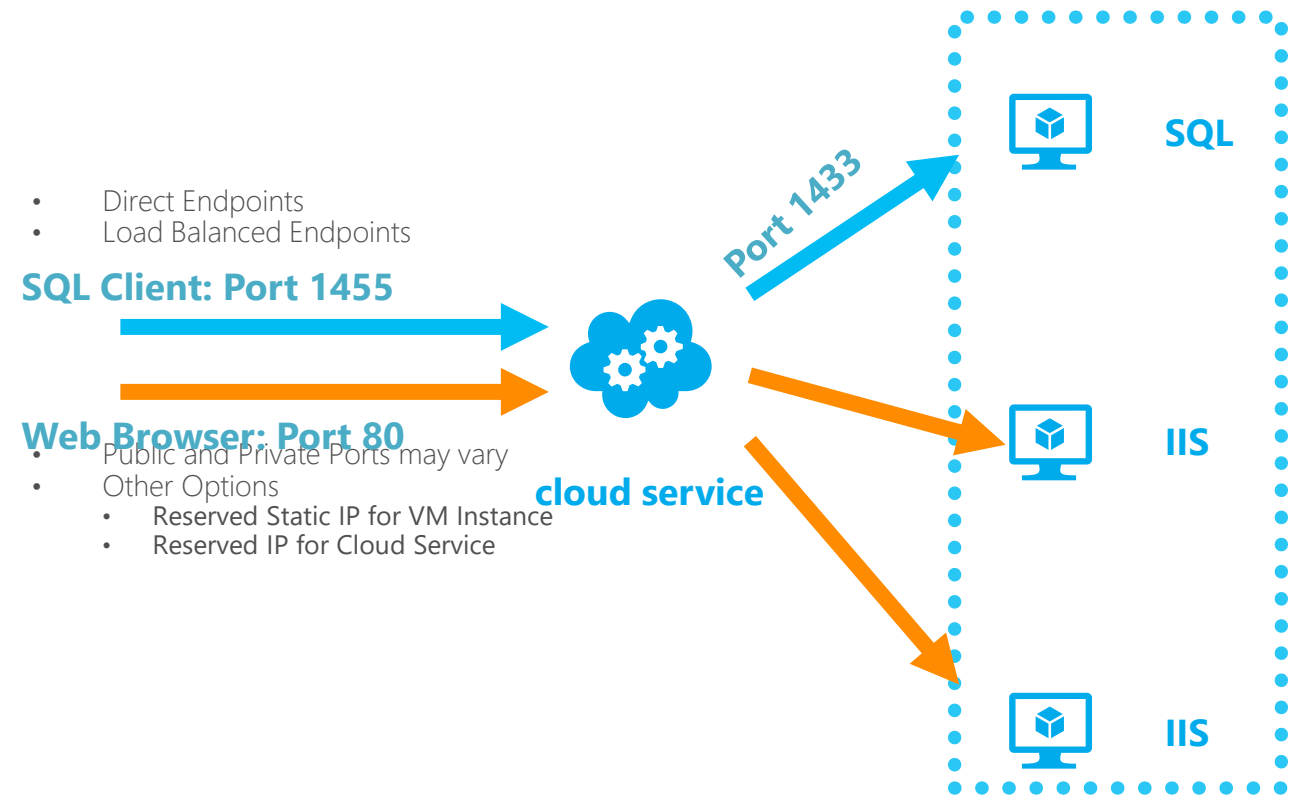 • Direct Endpoints
• Load Balanced Endpoints
SQL Client: Port 1455
Web Browser: Port 80
• Public and Private Ports may vary
• Other Options
• Reserved Static IP for VM Instance
• Reserved IP for Cloud Service
cloud service
Port 1433
SQL
IIS
IIS